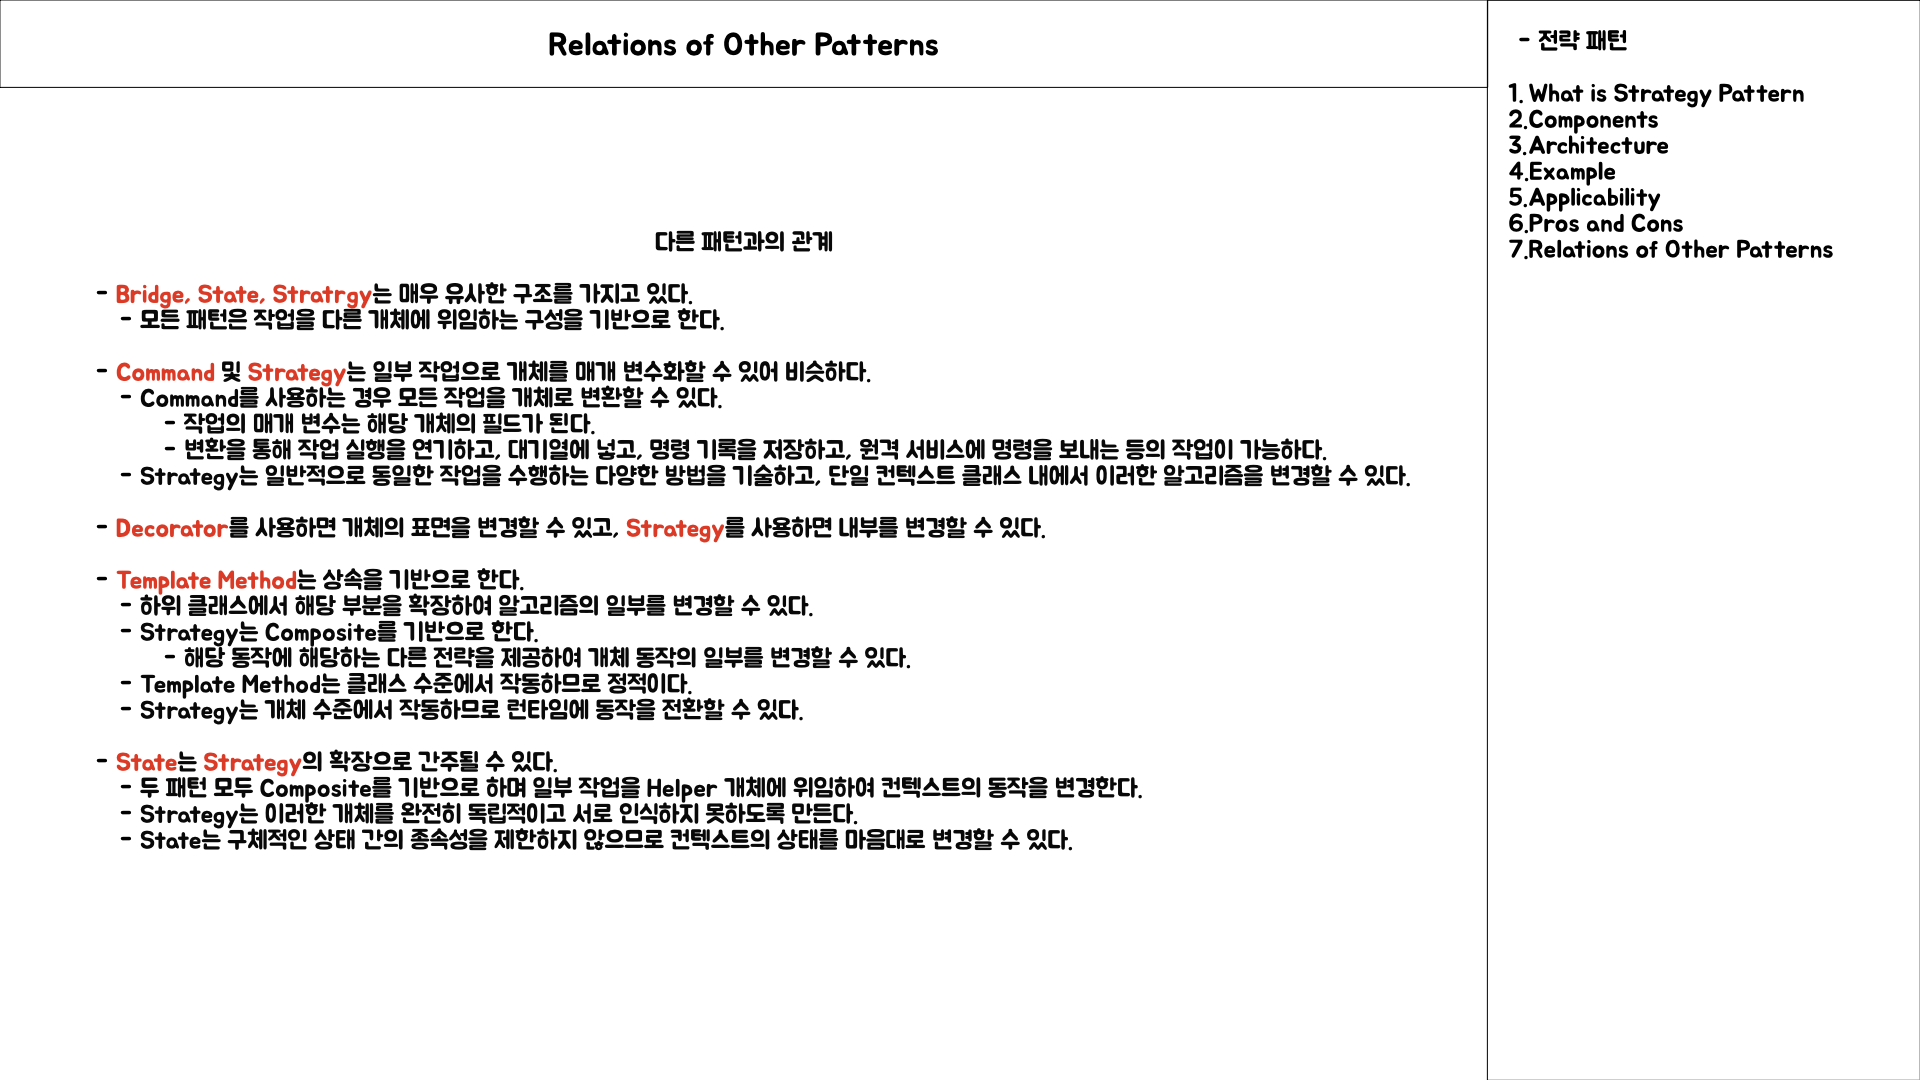 Relations of Other Patterns
다른 패턴과의 관계
- Bridge, State, Stratrgy는 매우 유사한 구조를 가지고 있다.
- 모든 패턴은 작업을 다른 개체에 위임하는 구성을 기반으로 한다.
- Command 및 Strategy는 일부 작업으로 개체를 매개 변수화할 수 있어 비슷하다.
- Command를 사용하는 경우 모든 작업을 개체로 변환할 수 있다.
- 작업의 매개 변수는 해당 개체의 필드가 된다.
- 변환을 통해 작업 실행을 연기하고, 대기열에 넣고, 명령 기록을 저장하고, 원격 서비스에 명령을 보내는 등의 작업이 가능하다.
- Strategy는 일반적으로 동일한 작업을 수행하는 다양한 방법을 기술하고, 단일 컨텍스트 클래스 내에서 이러한 알고리즘을 변경할 수 있다.
- Decorator를 사용하면 개체의 표면을 변경할 수 있고, Strategy를 사용하면 내부를 변경할 수 있다.
- Template Method는 상속을 기반으로 한다.
- 하위 클래스에서 해당 부분을 확장하여 알고리즘의 일부를 변경할 수 있다.
- Strategy는 Composite를 기반으로 한다.
- 해당 동작에 해당하는 다른 전략을 제공하여 개체 동작의 일부를 변경할 수 있다.
- Template Method는 클래스 수준에서 작동하므로 정적이다.
- Strategy는 개체 수준에서 작동하므로 런타임에 동작을 전환할 수 있다.
- State는 Strategy의 확장으로 간주될 수 있다.
- 두 패턴 모두 Composite를 기반으로 하며 일부 작업을 Helper 개체에 위임하여 컨텍스트의 동작을 변경한다.
- Strategy는 이러한 개체를 완전히 독립적이고 서로 인식하지 못하도록 만든다.
- State는 구체적인 상태 간의 종속성을 제한하지 않으므로 컨텍스트의 상태를 마음대로 변경할 수 있다.
- 전략 패턴
1. What is Strategy Pattern
2.Components
3.Architecture
4.Example
5.Applicability
6.Pros and Cons
7.Relations of Other Patterns